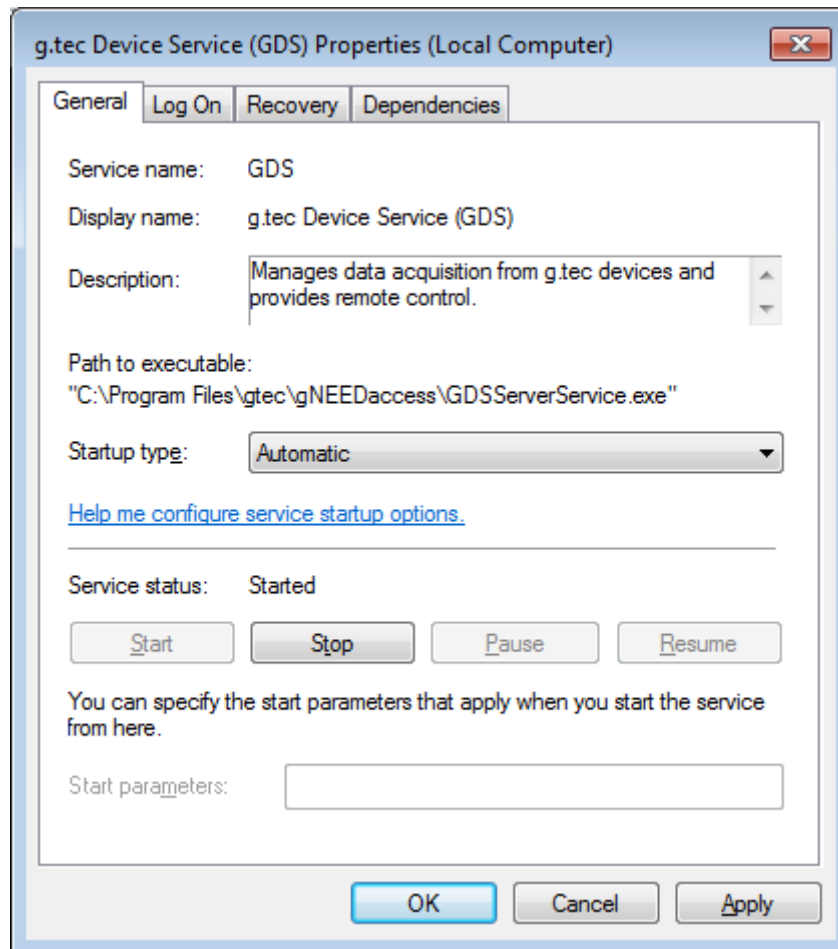 g.tec Device Service (GDS) Properties (Local Computer)
General Log On Recovery Dependencies
Service name: GDS
Display name: g.tec Device Service (GDS)
Description: Manages data acquisition from g.tec devices and
provides remote control.
Path to executable:
"C:\Program Files\gtec\gNEEDaccess\GDSServerService.exe"
Startup type: Automatic
Help me configure service startup options.
Service status: Started
Start Stop Pause Resume
You can specify the start parameters that apply when you start the service
from here.
Start parameters:
OK Cancel Apply